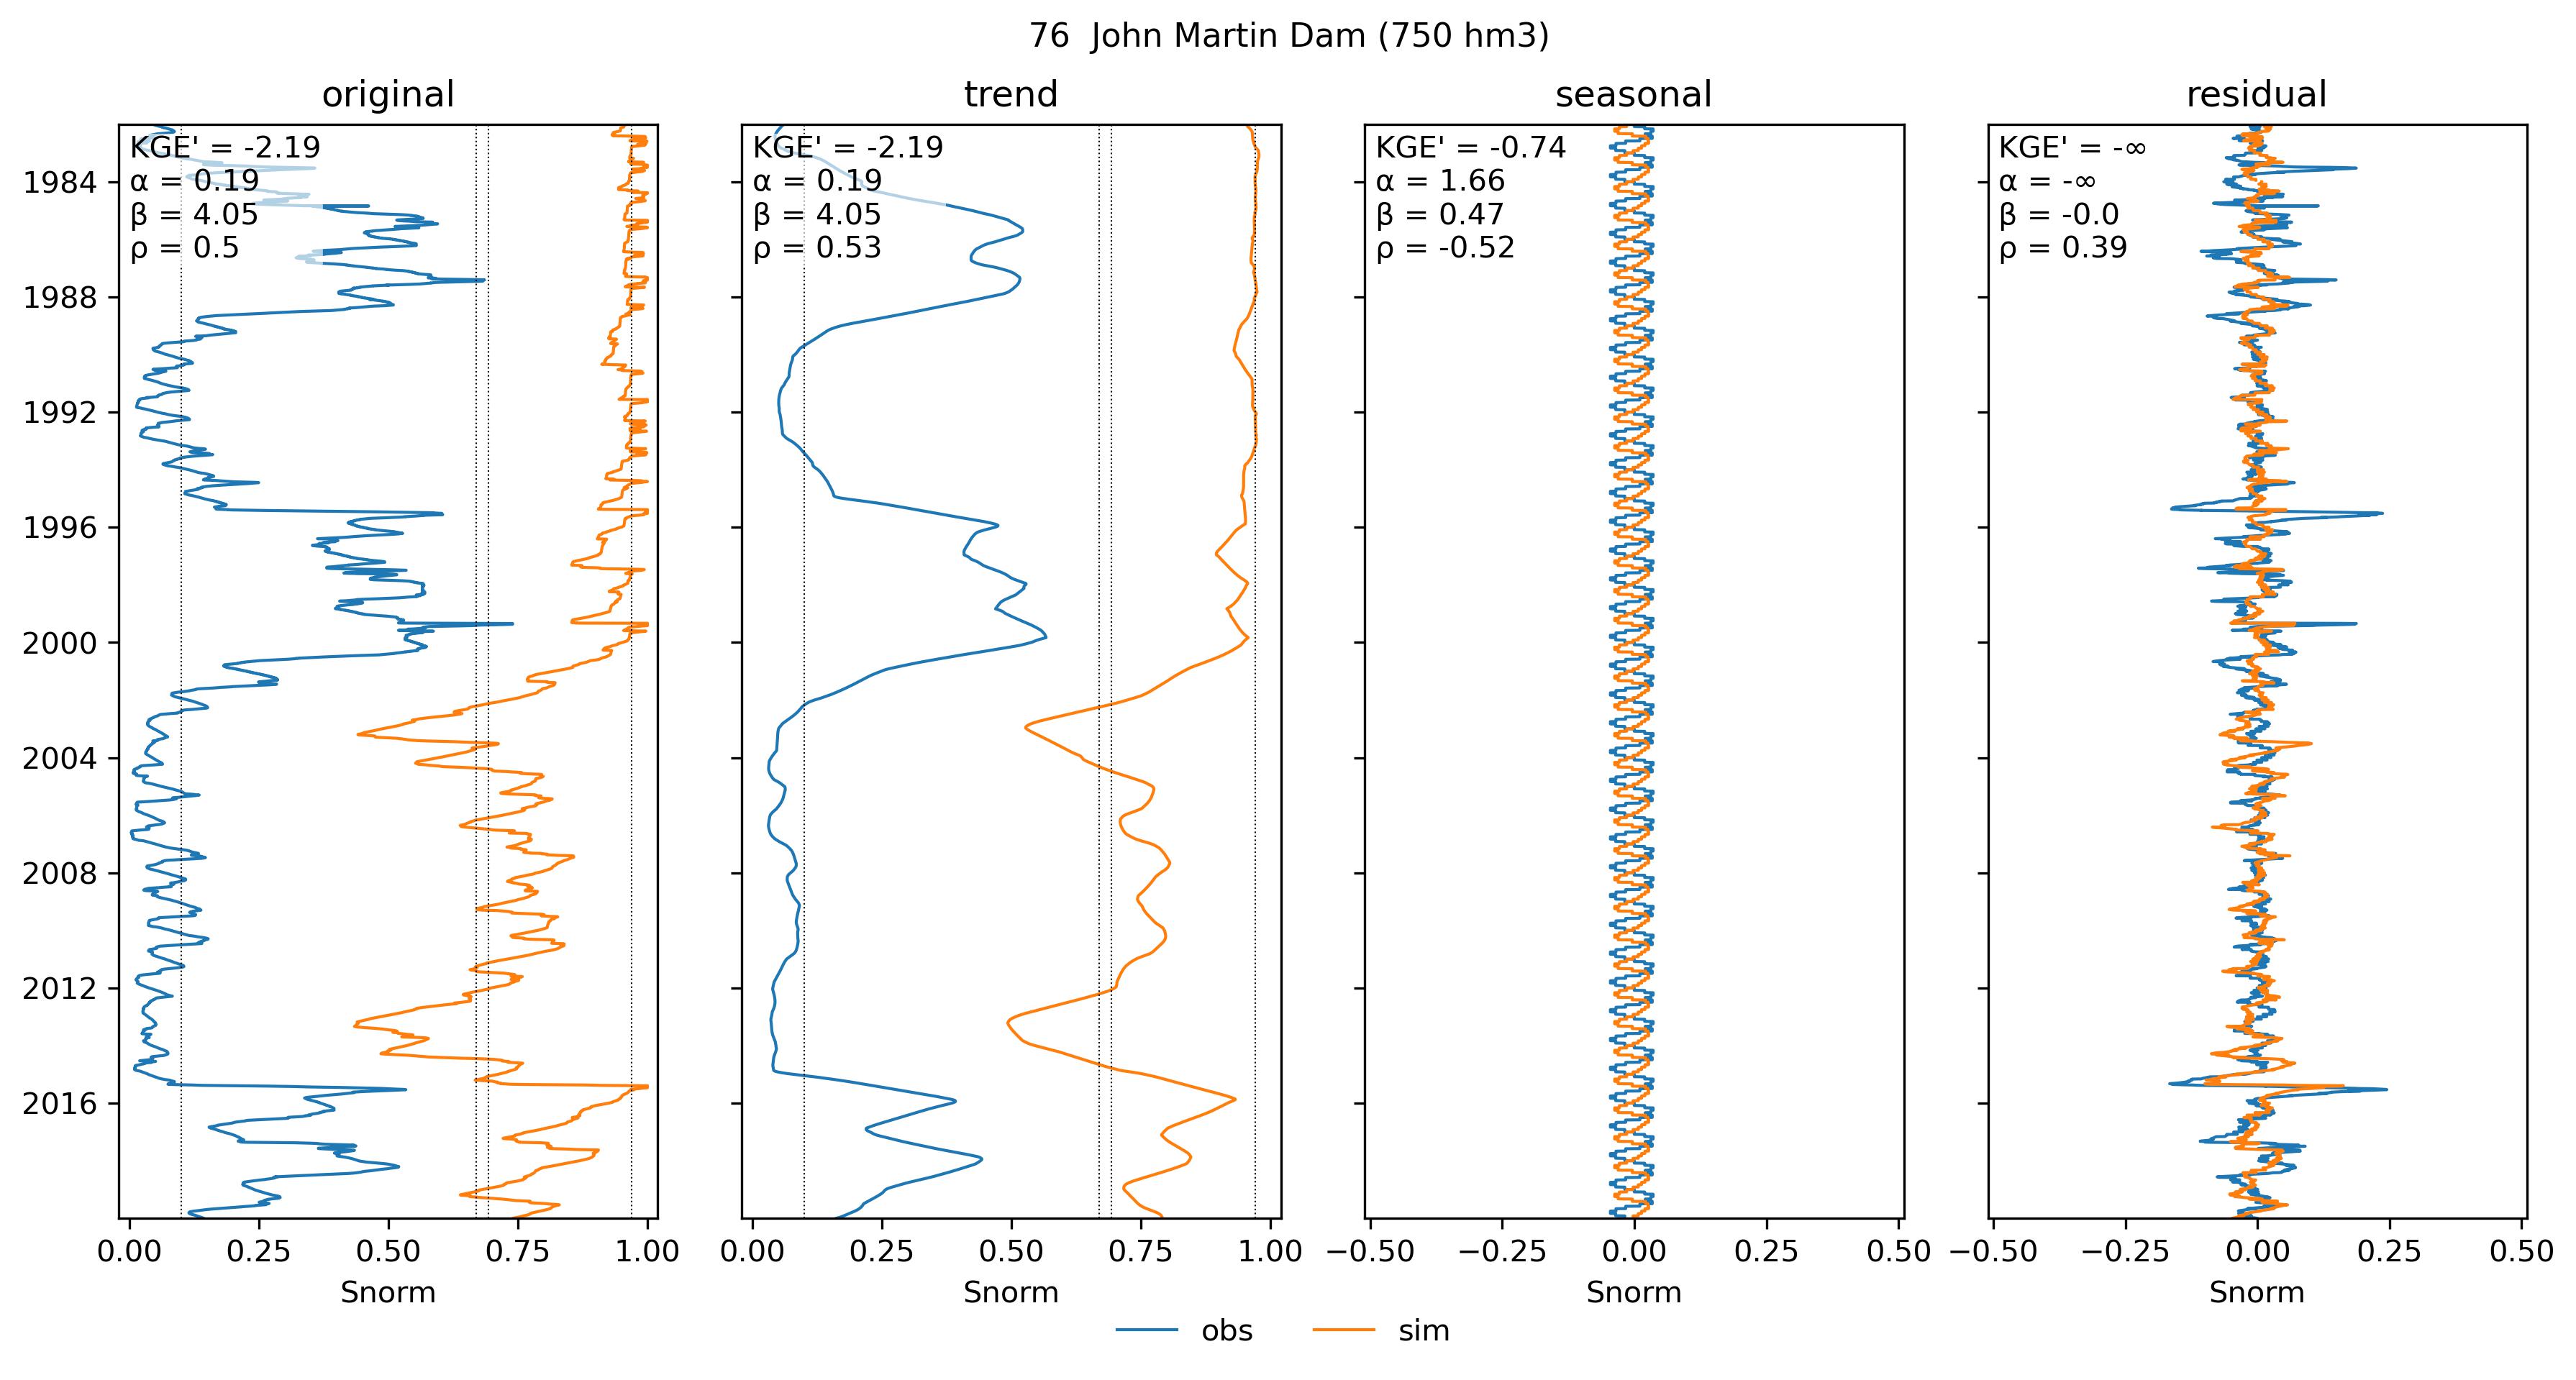 76  John Martin Dam (750 hm3)
original
trend
seasonal
residual
KGE' = -2.19
α = 0.19
β = 4.05
ρ = 0.5
KGE' = -2.19
α = 0.19
β = 4.05
ρ = 0.53
KGE' = -0.74
α = 1.66
β = 0.47
ρ = -0.52
KGE' = -∞
α = -∞
β = -0.0
ρ = 0.39
1984
1988
1992
1996
2000
2004
2008
2012
2016
0.00 0.25 0.50 0.75 1.00
0.00 0.25 0.50 0.75 1.00
−0.50 −0.25 0.00 0.25 0.50
−0.50 −0.25 0.00 0.25 0.50
Snorm
Snorm
Snorm
Snorm
obs sim